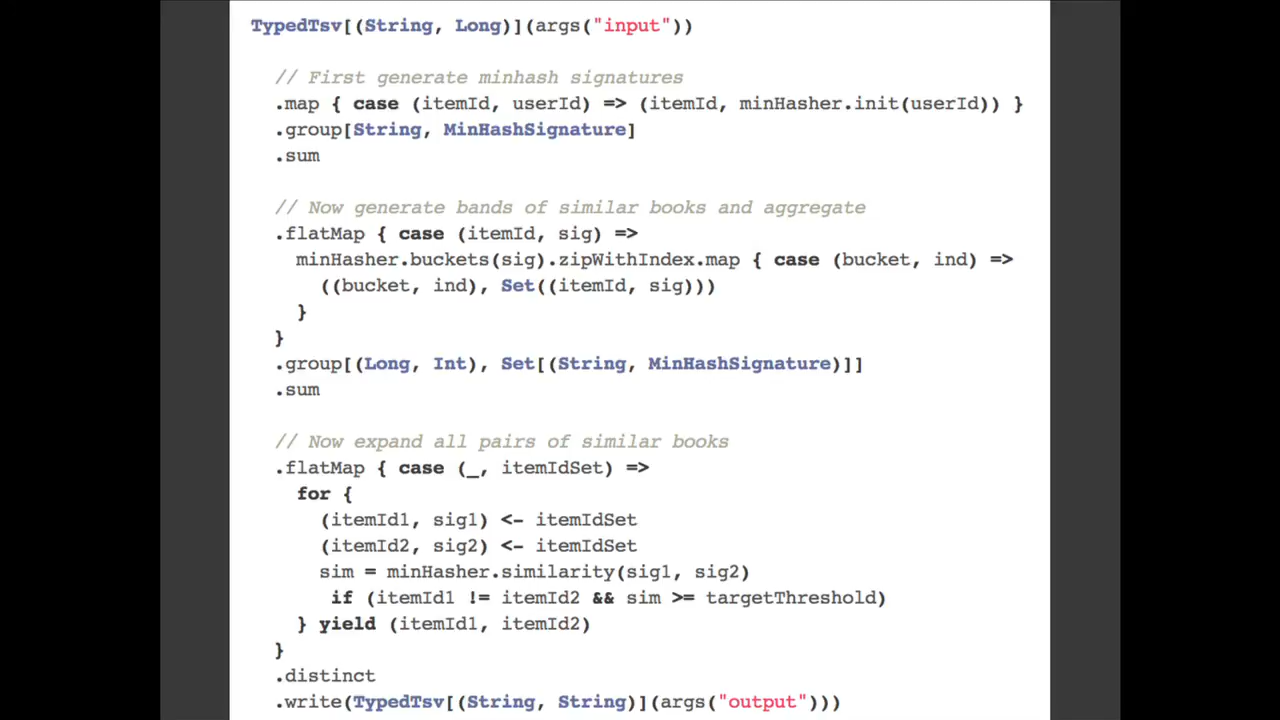 TypedTsv[(String, Long)](args("input"))
// First generate minhash signatures
.map { case (itemId, userId) => (itemId, minHasher.init(userId)) }
.group[String, MinHashSignature]
.sum
// Now generate bands of similar books and aggregate
.flatMap { case (itemId, sig) =>
minHasher.buckets(sig).zipWithIndex.map { case (bucket, ind) =>
((bucket, ind), Set((itemId, sig)))
}
}
.group[(Long, Int), Set[(String, MinHashSignature)]]
.sum
// Now expand all pairs of similar books
.flatMap { case (_, itemIdSet) =>
for {
(itemId1, sig1) <- itemIdSet
(itemId2, sig2) <- itemIdSet
sim = minHasher.similarity(sig1, sig2)
if (itemId1 != itemId2 && sim >= targetThreshold)
} yield (itemId1, itemId2)
}
.distinct
.write(TypedTsv[(String, String)](args("output")))